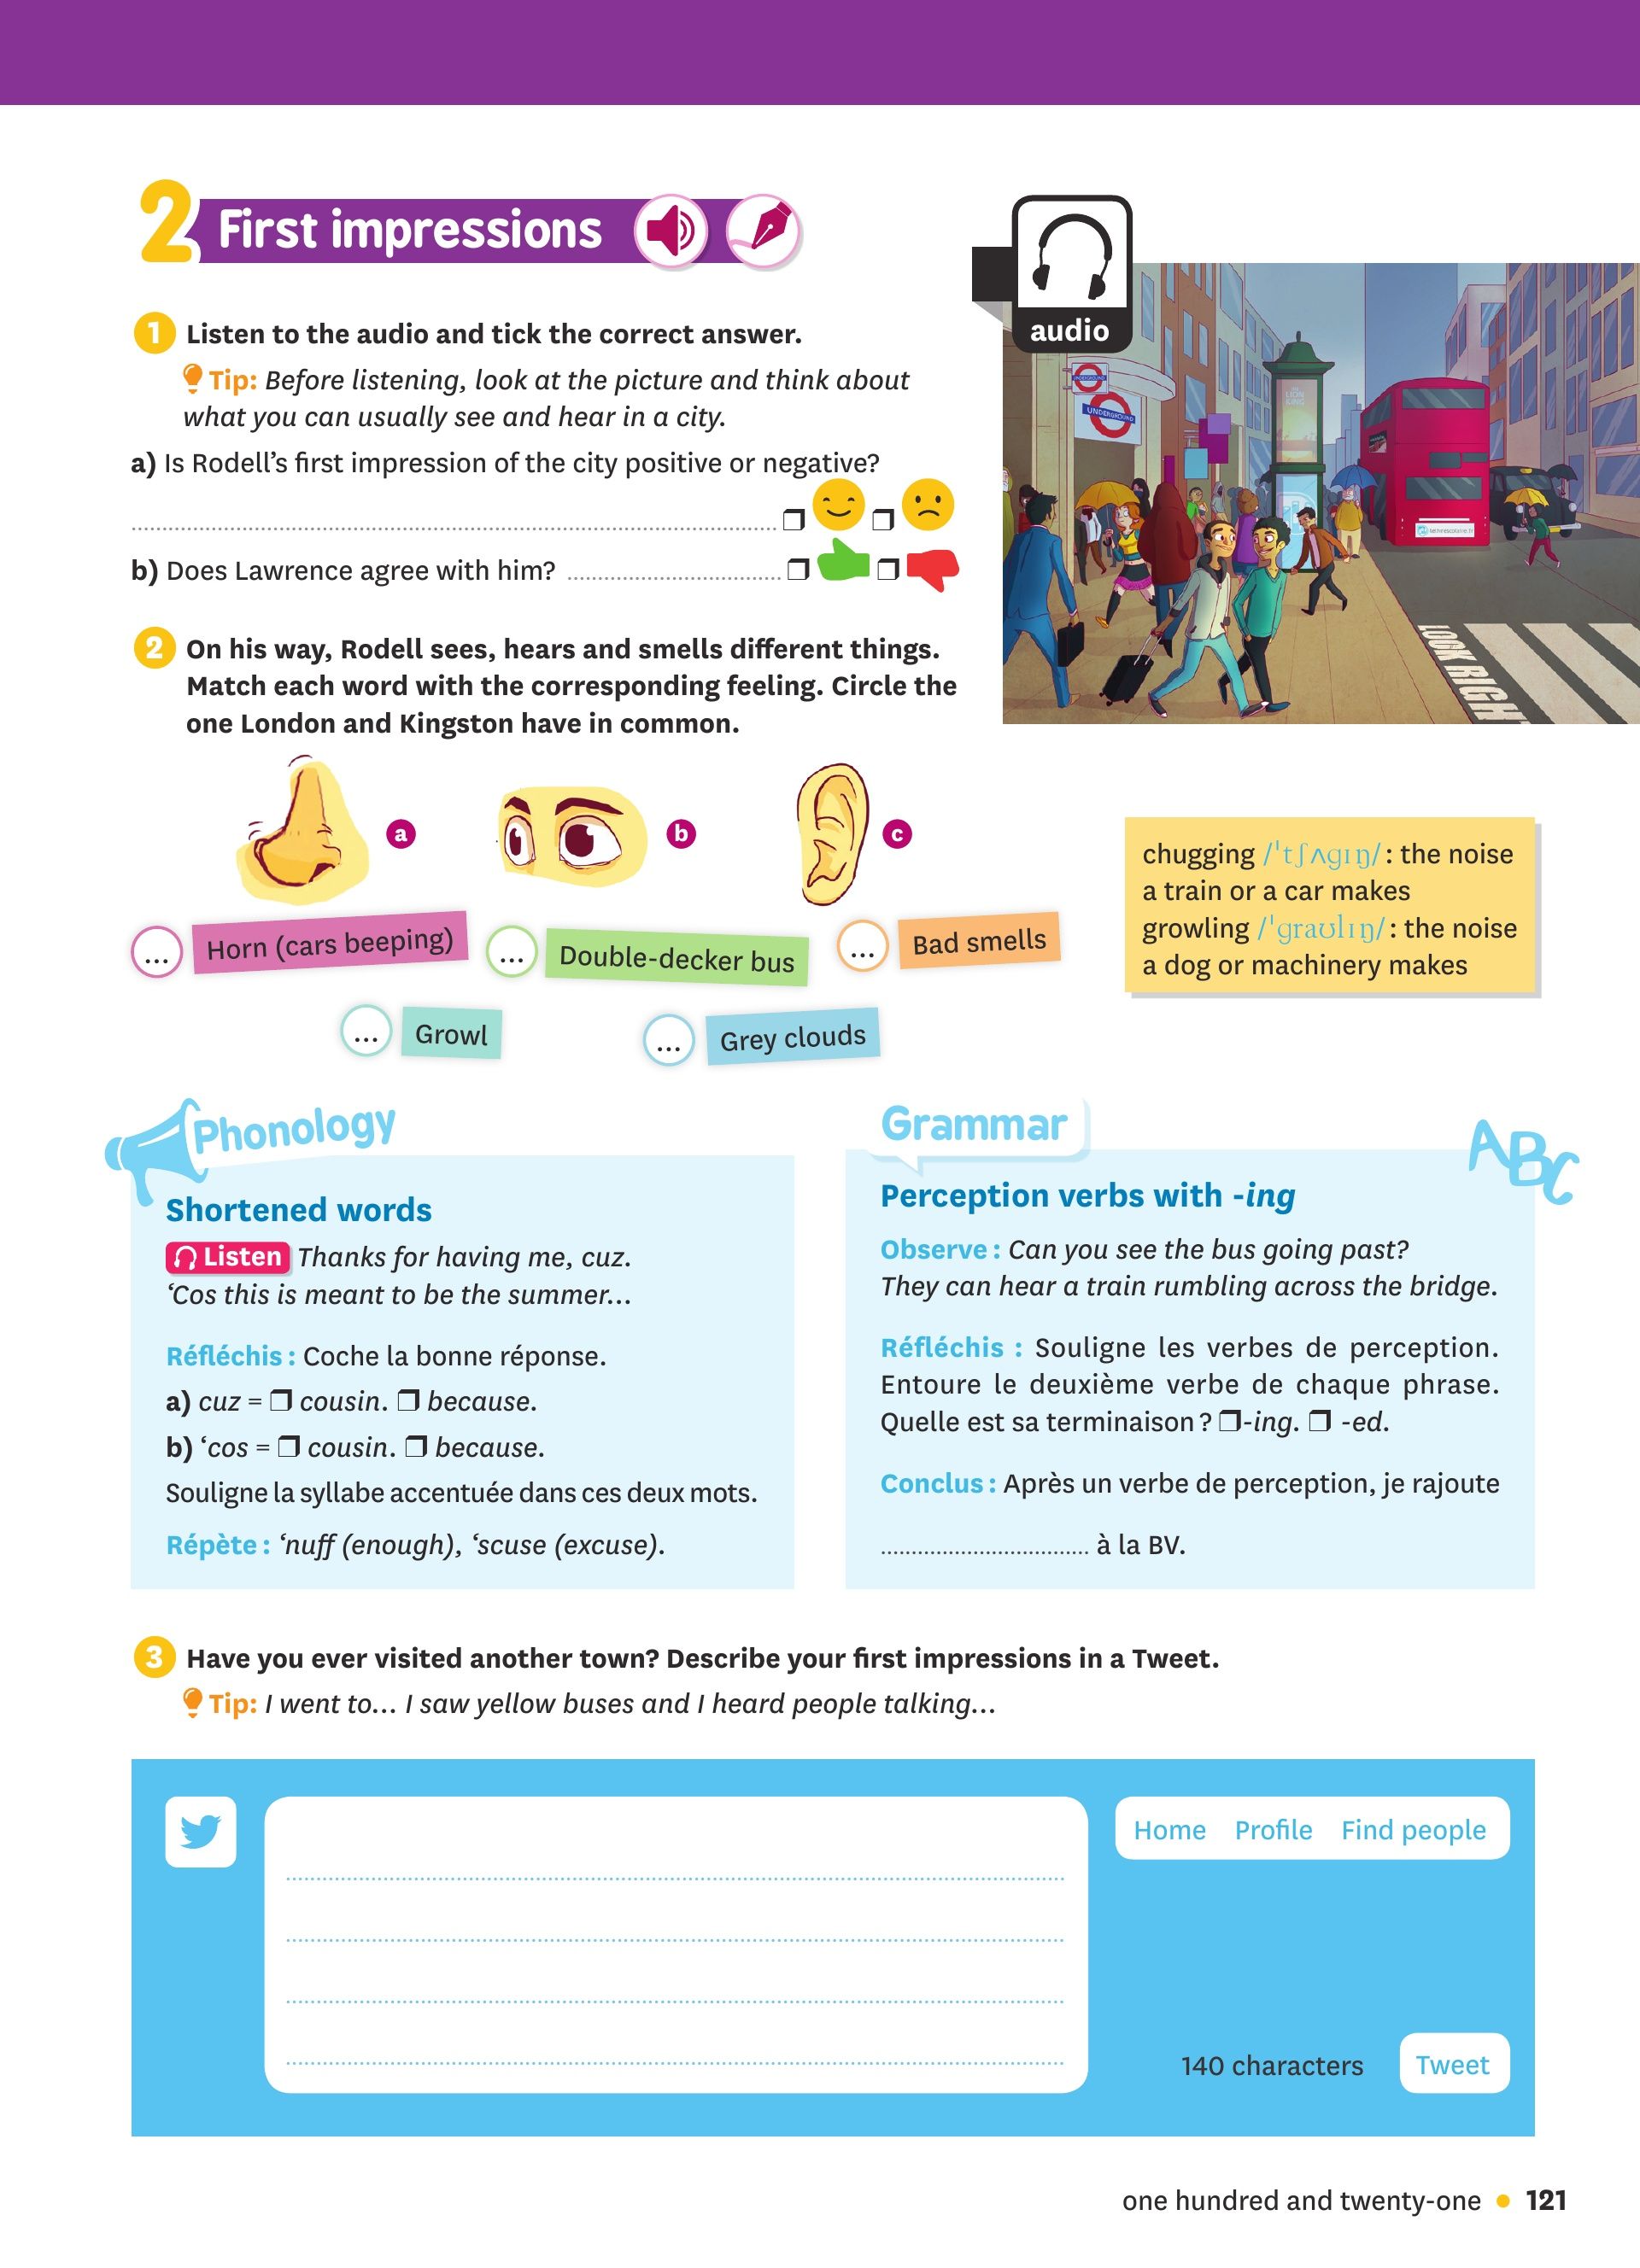 2 First impressions
audio
UNDERGROUND
UNDERGROUND
THE
LION
KING
lelivrescolaire.fr
LOOK RIGHT
1 Listen to the audio and tick the correct answer.
Tip: Before listening, look at the picture and think about
what you can usually see and hear in a city.
a) Is Rodell's first impression of the city positive or negative?
❒ ❒
b) Does Lawrence agree with him? ................................... ❒ ❒
2 On his way, Rodell sees, hears and smells different things.
Match each word with the corresponding feeling. Circle the
one London and Kingston have in common.
a b c
... Horn (cars beeping) ... Double-decker bus ... Bad smells
... Growl ... Grey clouds
chugging /ˈtʃʌgɪŋ/ : the noise
a train or a car makes
growling /ˈgraʊlɪŋ/ : the noise
a dog or machinery makes
Phonology
Shortened words
Listen Thanks for having me, cuz.
‘Cos this is meant to be the summer...
Réfléchis : Coche la bonne réponse.
a) cuz = ❒ cousin. ❒ because.
b) ‘cos = ❒ cousin. ❒ because.
Souligne la syllabe accentuée dans ces deux mots.
Répète : ‘nuff (enough), ‘scuse (excuse).
Grammar
ABC
Perception verbs with -ing
Observe : Can you see the bus going past?
They can hear a train rumbling across the bridge.
Réfléchis : Souligne les verbes de perception.
Entoure le deuxième verbe de chaque phrase.
Quelle est sa terminaison ? ❒-ing. ❒ -ed.
Conclus : Après un verbe de perception, je rajoute
.................................. à la BV.
3 Have you ever visited another town? Describe your first impressions in a Tweet.
Tip: I went to... I saw yellow buses and I heard people talking...
Home Profile Find people
140 characters Tweet
one hundred and twenty-one • 121